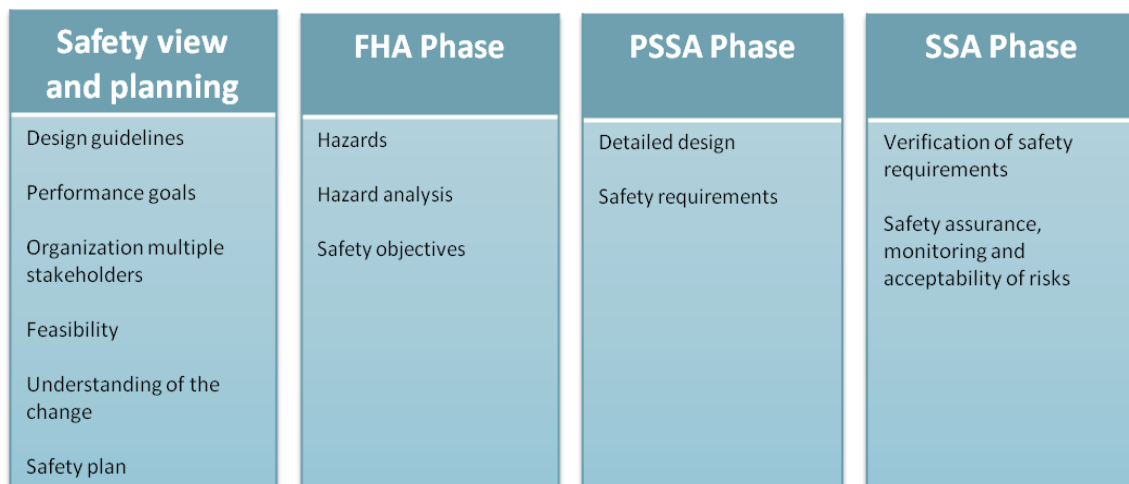 Safety view
and planning
Design guidelines
Performance goals
Organization multiple
stakeholders
Feasibility
Understanding of the
change
Safety plan
FHA Phase
Hazards
Hazard analysis
Safety objectives
PSSA Phase
Detailed design
Safety requirements
SSA Phase
Verification of safety
requirements
Safety assurance,
monitoring and
acceptability of risks